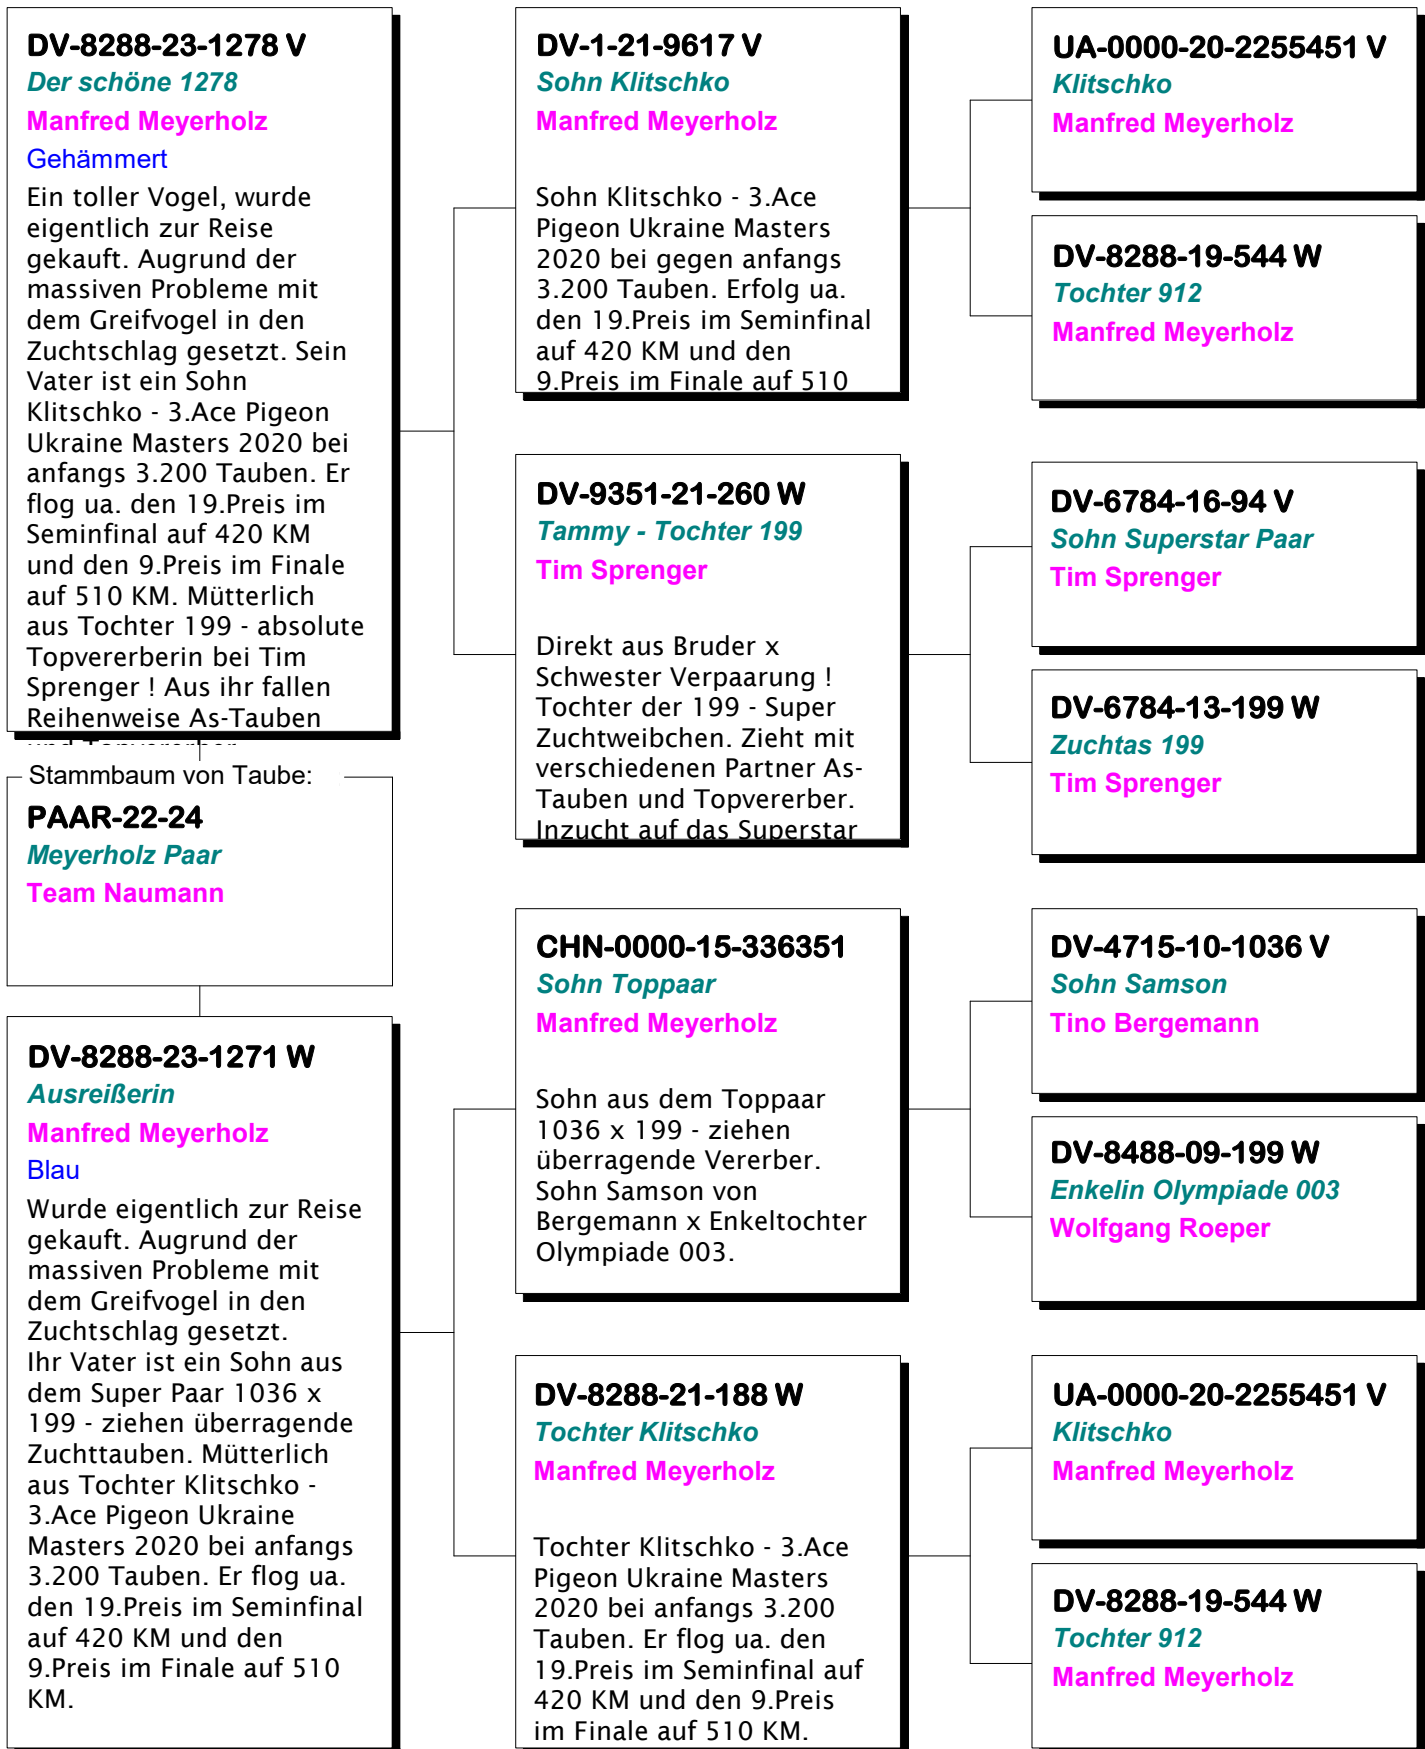 DV-8288-23-1278 V
Der schöne 1278
Manfred Meyerholz
Gehämmert
Ein toller Vogel, wurde
eigentlich zur Reise
gekauft. Augrund der
massiven Probleme mit
dem Greifvogel in den
Zuchtschlag gesetzt. Sein
Vater ist ein Sohn
Klitschko - 3.Ace Pigeon
Ukraine Masters 2020 bei
anfangs 3.200 Tauben. Er
flog ua. den 19.Preis im
Seminfinal auf 420 KM
und den 9.Preis im Finale
auf 510 KM. Mütterlich
aus Tochter 199 - absolute
Topvererberin bei Tim
Sprenger ! Aus ihr fallen
Reihenweise As-Tauben
und Topvererber
Stammbaum von Taube:
PAAR-22-24
Meyerholz Paar
Team Naumann
DV-8288-23-1271 W
Ausreißerin
Manfred Meyerholz
Blau
Wurde eigentlich zur Reise
gekauft. Augrund der
massiven Probleme mit
dem Greifvogel in den
Zuchtschlag gesetzt.
Ihr Vater ist ein Sohn aus
dem Super Paar 1036 x
199 - ziehen überragende
Zuchttauben. Mütterlich
aus Tochter Klitschko -
3.Ace Pigeon Ukraine
Masters 2020 bei anfangs
3.200 Tauben. Er flog ua.
den 19.Preis im Seminfinal
auf 420 KM und den
9.Preis im Finale auf 510
KM.
DV-1-21-9617 V
Sohn Klitschko
Manfred Meyerholz
Sohn Klitschko - 3.Ace
Pigeon Ukraine Masters
2020 bei gegen anfangs
3.200 Tauben. Erfolg ua.
den 19.Preis im Seminfinal
auf 420 KM und den
9.Preis im Finale auf 510
DV-9351-21-260 W
Tammy - Tochter 199
Tim Sprenger
Direkt aus Bruder x
Schwester Verpaarung !
Tochter der 199 - Super
Zuchtweibchen. Zieht mit
verschiedenen Partner As-
Tauben und Topvererber.
Inzucht auf das Superstar
CHN-0000-15-336351
Sohn Toppaar
Manfred Meyerholz
Sohn aus dem Toppaar
1036 x 199 - ziehen
überragende Vererber.
Sohn Samson von
Bergemann x Enkeltochter
Olympiade 003.
DV-8288-21-188 W
Tochter Klitschko
Manfred Meyerholz
Tochter Klitschko - 3.Ace
Pigeon Ukraine Masters
2020 bei anfangs 3.200
Tauben. Er flog ua. den
19.Preis im Seminfinal auf
420 KM und den 9.Preis
im Finale auf 510 KM.
UA-0000-20-2255451 V
Klitschko
Manfred Meyerholz
DV-8288-19-544 W
Tochter 912
Manfred Meyerholz
DV-6784-16-94 V
Sohn Superstar Paar
Tim Sprenger
DV-6784-13-199 W
Zuchtas 199
Tim Sprenger
DV-4715-10-1036 V
Sohn Samson
Tino Bergemann
DV-8488-09-199 W
Enkelin Olympiade 003
Wolfgang Roeper
UA-0000-20-2255451 V
Klitschko
Manfred Meyerholz
DV-8288-19-544 W
Tochter 912
Manfred Meyerholz